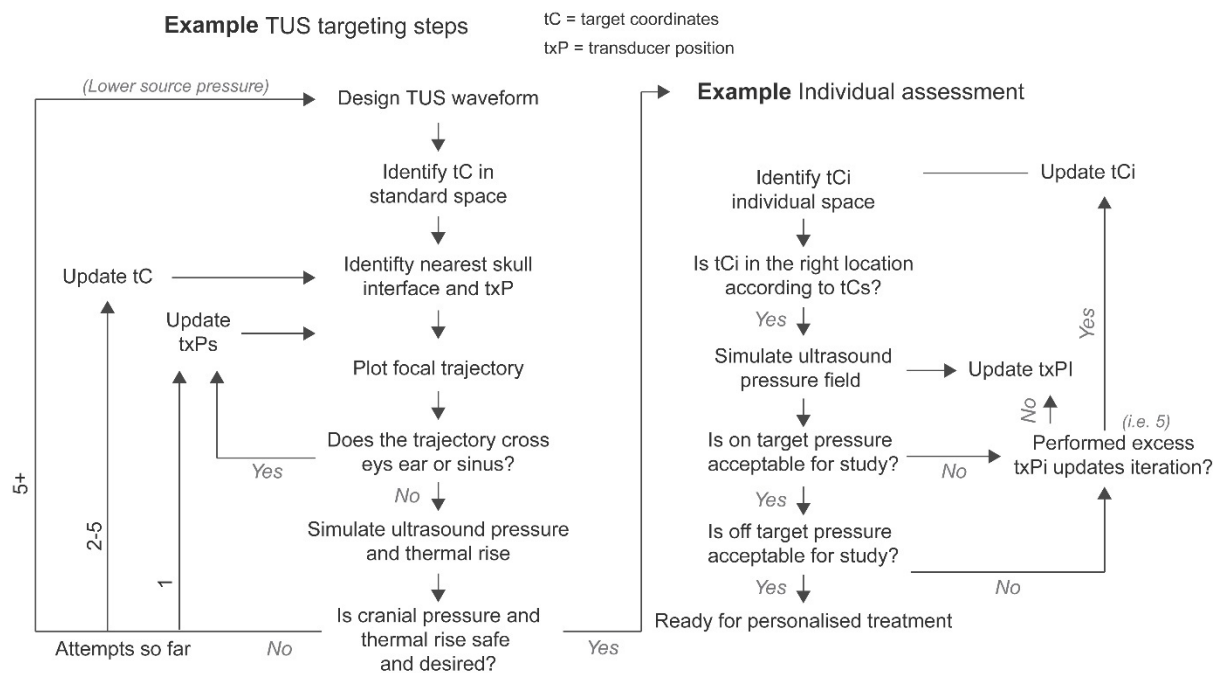 Example TUS targeting steps
tC = target coordinates
txP = transducer position
(Lower source pressure)
Design TUS waveform
Identify tC in
standard space
Update tC
Identifty nearest skull
interface and txP
Update
txPs
Plot focal trajectory
Does the trajectory cross
eys ear or sinus?
Yes
No
5+
2-5
1
Simulate ultrasound pressure
and thermal rise
Is cranial pressure and
thermal rise safe
and desired?
Attempts so far
No
Yes
Example Individual assessment
Identify tCi
individual space
Update tCi
Is tCi in the right location
according to tCs?
Yes
Yes
Simulate ultrasound
pressure field
Update txPI
No
(i.e. 5)
Is on target pressure
acceptable for study?
No
Performed excess
txPi updates iteration?
Yes
Is off target pressure
acceptable for study?
Yes
No
Ready for personalised treatment